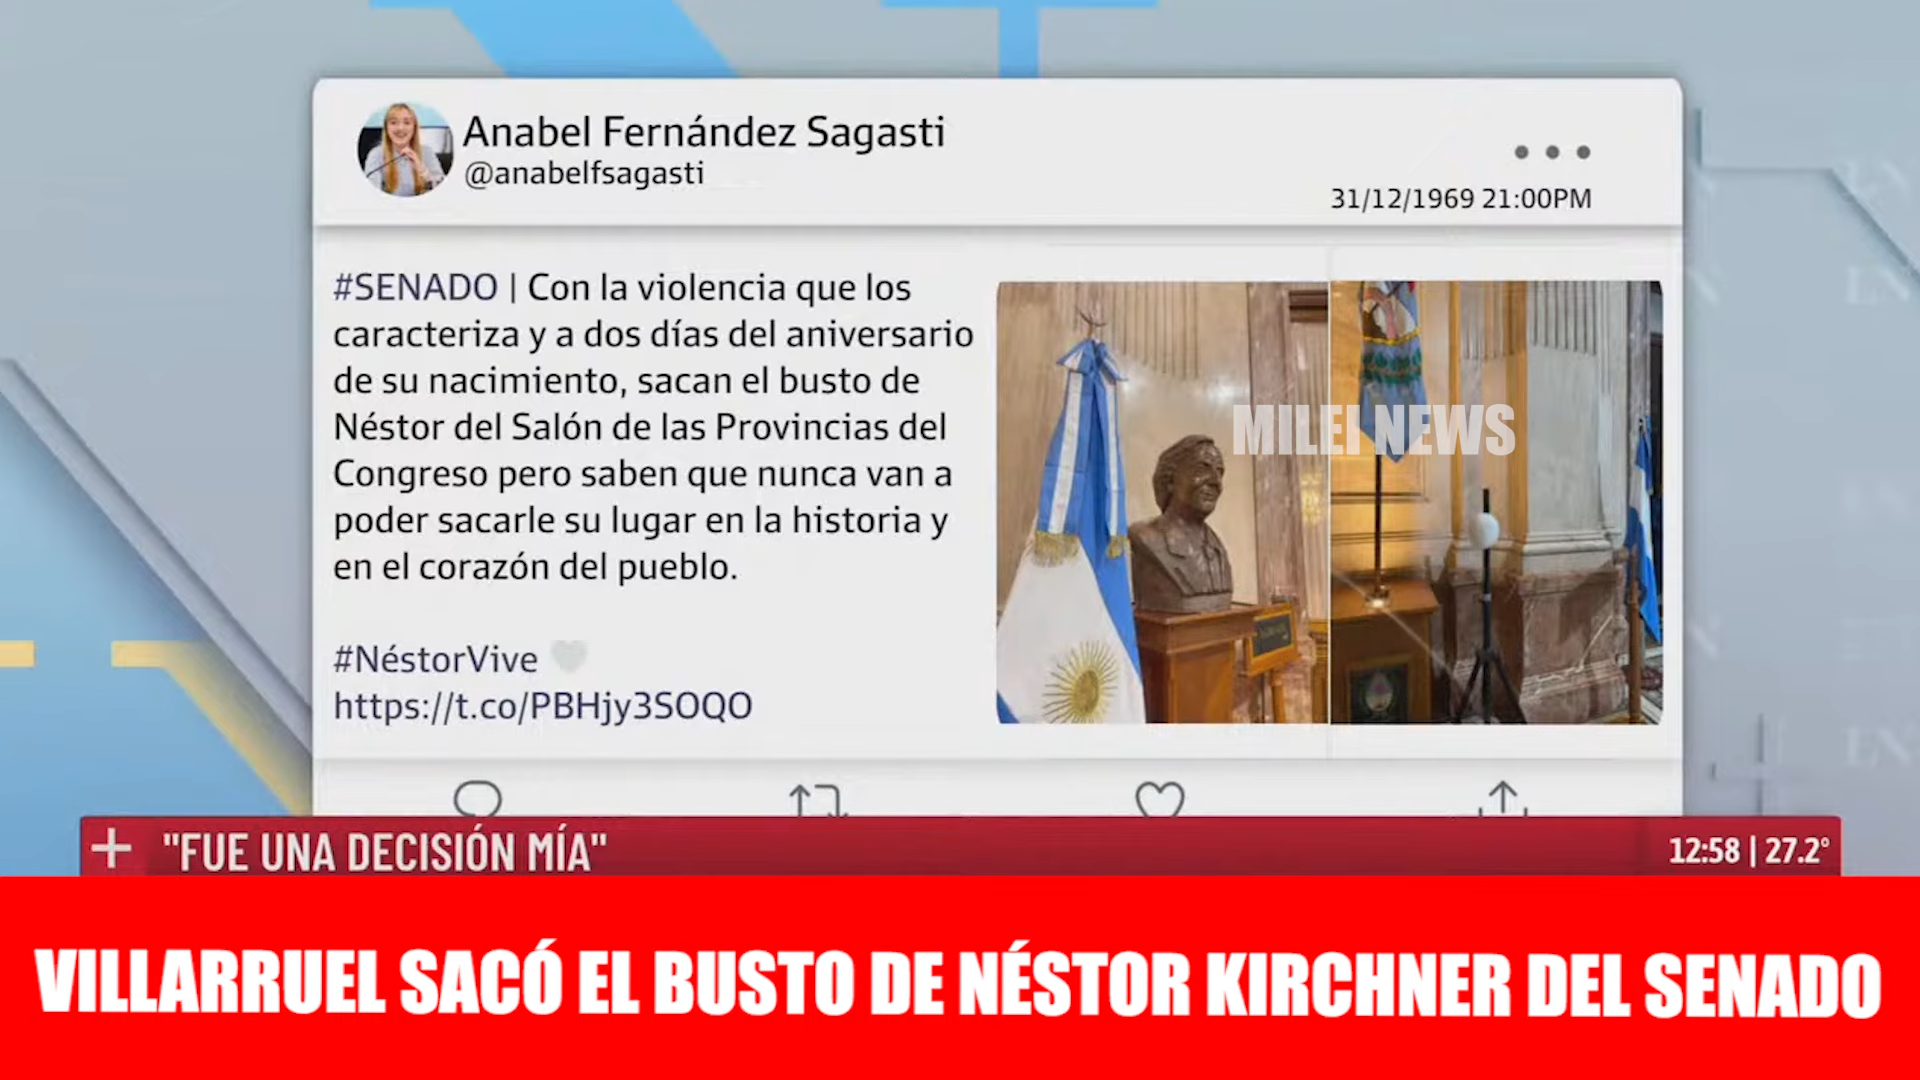 Anabel Fernández Sagasti
@anabelfsagasti
31/12/1969 21:00PM
#SENADO | Con la violencia que los
caracteriza y a dos días del aniversario
de su nacimiento, sacan el busto de
Néstor del Salón de las Provincias del
Congreso pero saben que nunca van a
poder sacarle su lugar en la historia y
en el corazón del pueblo.
#NéstorVive 🤍
https://t.co/PBHjy3SOQO
MILEI NEWS
"FUE UNA DECISIÓN MÍA"
12:58 | 27.2°
VILLARRUEL SACÓ EL BUSTO DE NÉSTOR KIRCHNER DEL SENADO